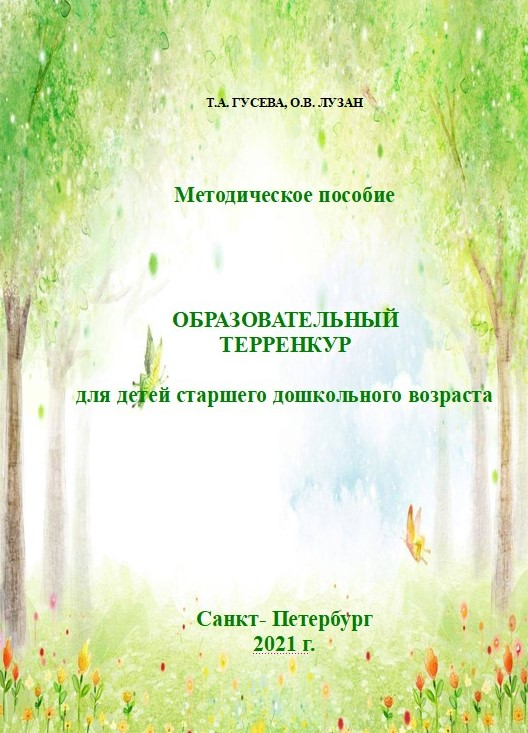 Т.А. ГУСЕВА, О.В. ЛУЗАН
Методическое пособие
ОБРАЗОВАТЕЛЬНЫЙ
ТЕРРЕНКУР
для детей старшего дошкольного возраста
Санкт- Петербург
2021 г.